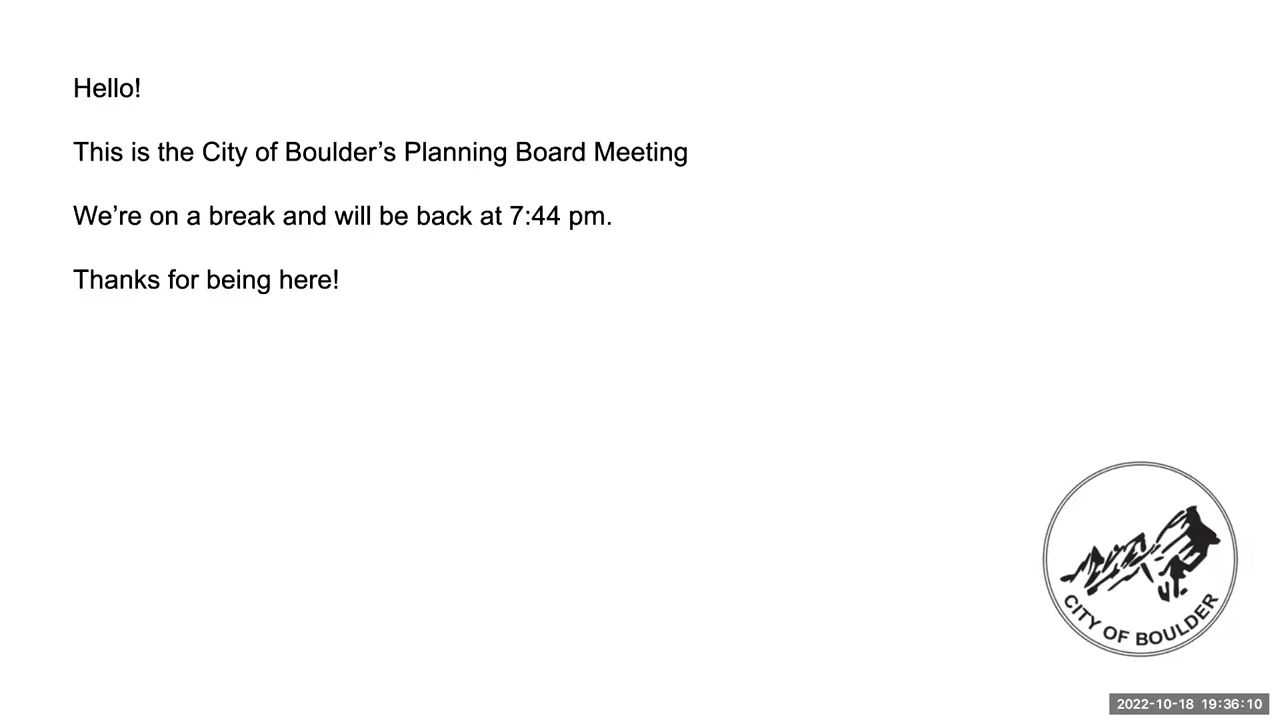 Hello!
This is the City of Boulder’s Planning Board Meeting
We’re on a break and will be back at 7:44 pm.
Thanks for being here!
CITY OF BOULDER
2022-10-18 19:36:10